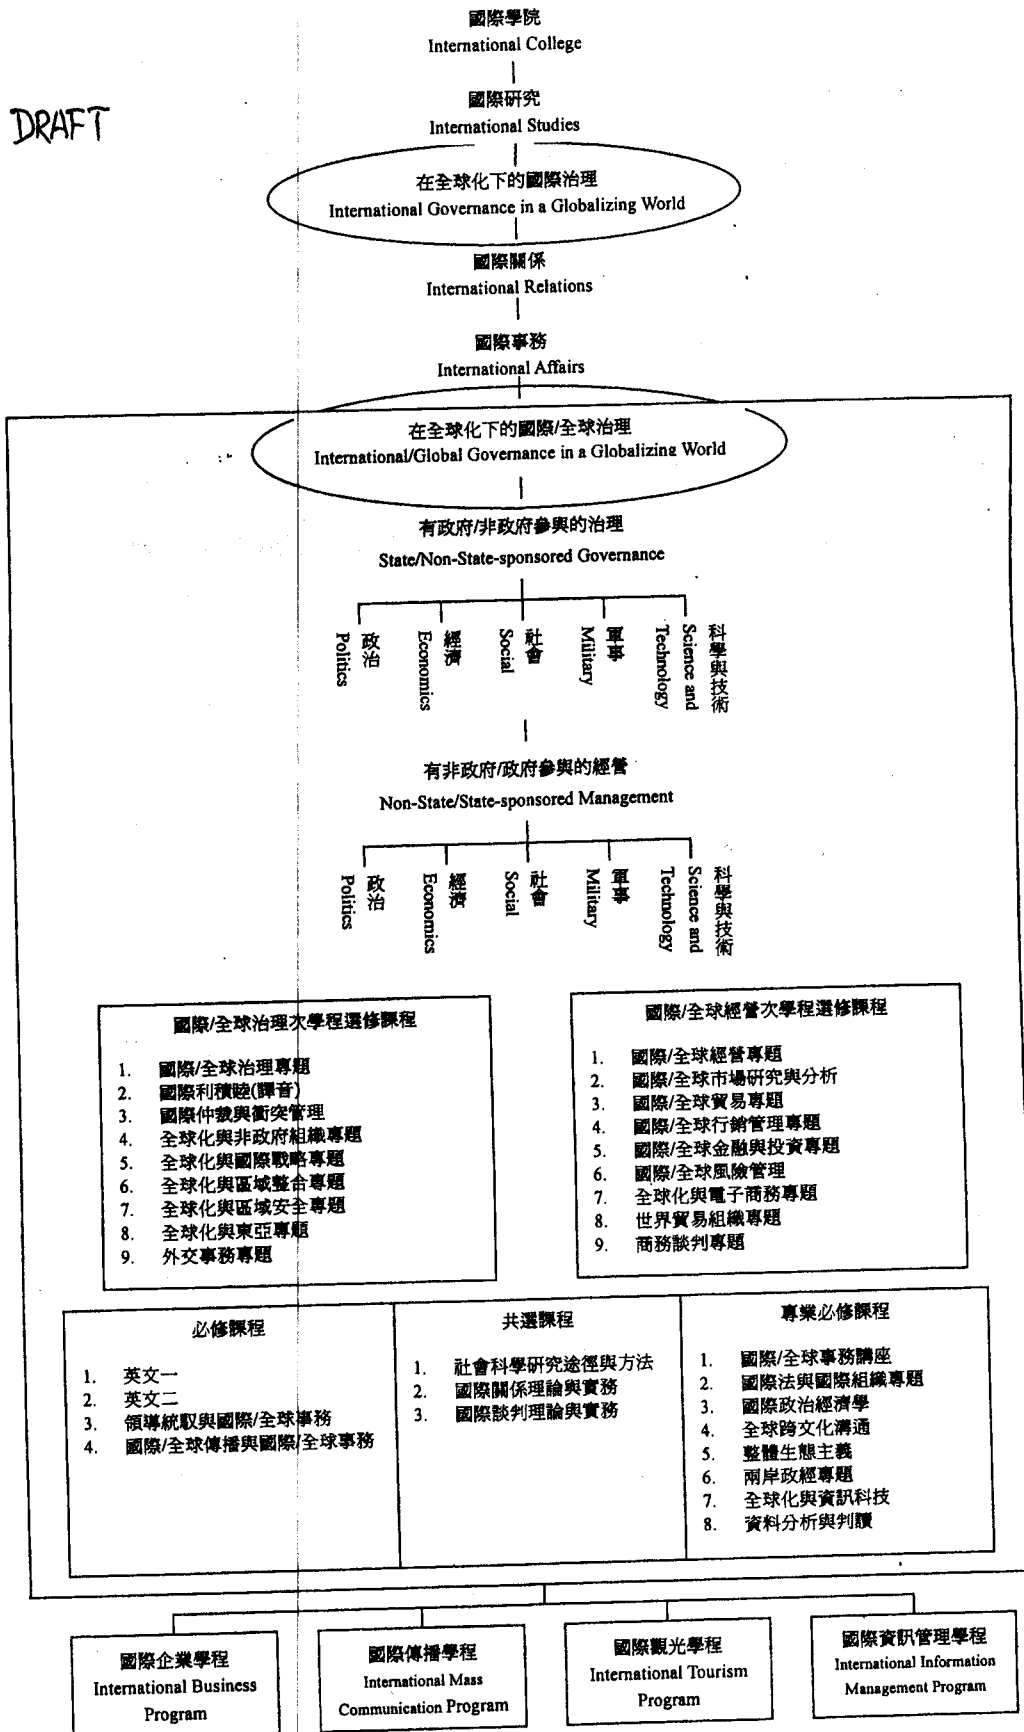 國際學院
International College
國際研究
International Studies
DRAFT
在全球化下的國際治理
International Governance in a Globalizing World
國際關係
International Relations
國際事務
International Affairs
在全球化下的國際/全球治理
International/Global Governance in a Globalizing World
有政府/非政府參與的治理
State/Non-State-sponsored Governance
政治
Politics
經濟
Economics
社會
Social
軍事
Military
科學與技術
Science and
Technology
有非政府/政府參與的經營
Non-State/State-sponsored Management
政治
Politics
經濟
Economics
社會
Social
軍事
Military
科學與技術
Science and
Technology
國際/全球治理次學程選修課程
1. 國際/全球治理專題
2. 國際利積睦(譯音)
3. 國際仲裁與衝突管理
4. 全球化與非政府組織專題
5. 全球化與國際戰略專題
6. 全球化與區域整合專題
7. 全球化與區域安全專題
8. 全球化與東亞專題
9. 外交事務專題
國際/全球經營次學程選修課程
1. 國際/全球經營專題
2. 國際/全球市場研究與分析
3. 國際/全球貿易專題
4. 國際/全球行銷管理專題
5. 國際/全球金融與投資專題
6. 國際/全球風險管理
7. 全球化與電子商務專題
8. 世界貿易組織專題
9. 商務談判專題
必修課程
1. 英文一
2. 英文二
3. 領導統馭與國際/全球事務
4. 國際/全球傳播與國際/全球事務
共選課程
1. 社會科學研究途徑與方法
2. 國際關係理論與實務
3. 國際談判理論與實務
專業必修課程
1. 國際/全球事務講座
2. 國際法與國際組織專題
3. 國際政治經濟學
4. 全球跨文化溝通
5. 整體生態主義
6. 兩岸政經專題
7. 全球化與資訊科技
8. 資料分析與判讀
國際企業學程
International Business
Program
國際傳播學程
International Mass
Communication Program
國際觀光學程
International Tourism
Program
國際資訊管理學程
International Information
Management Program